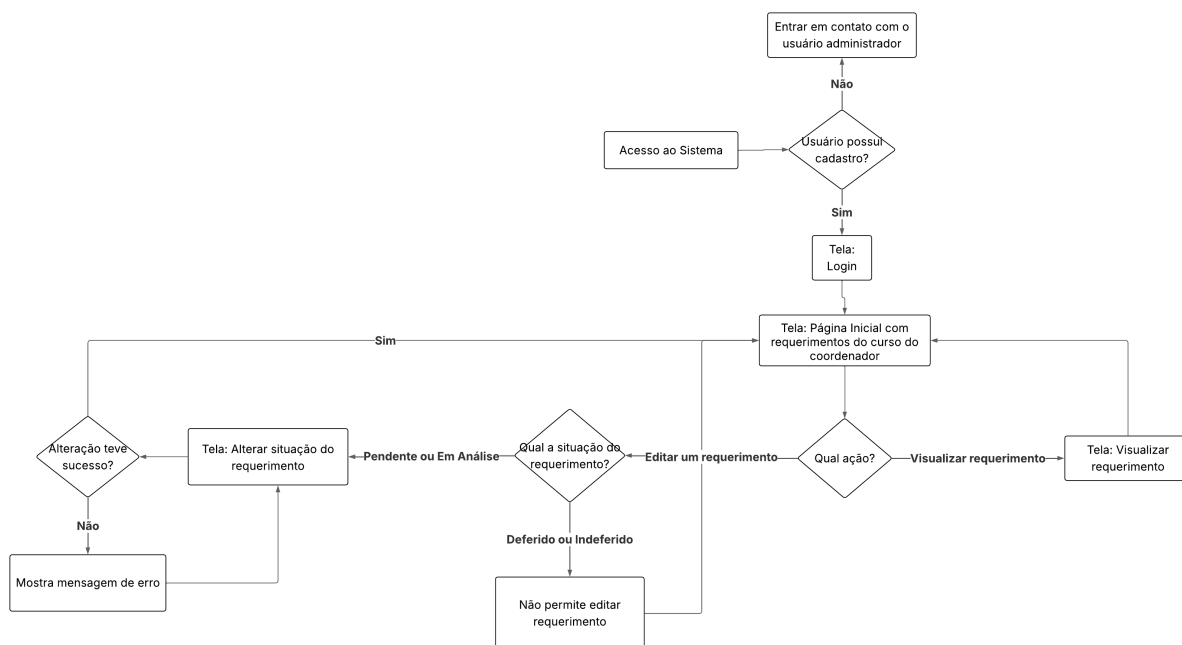 Entrar em contato com o
usuário administrador
Não
Acesso ao Sistema
Usuário possui
cadastro?
Sim
Tela:
Login
Tela: Página Inicial com
requerimentos do curso do
coordenador
Sim
Alteração teve
sucesso?
Tela: Alterar situação do
requerimento
Pendente ou Em Análise
Qual a situação do
requerimento?
Editar um requerimento
Qual ação?
Visualizar requerimento
Tela: Visualizar
requerimento
Não
Deferido ou Indeferido
Mostra mensagem de erro
Não permite editar
requerimento